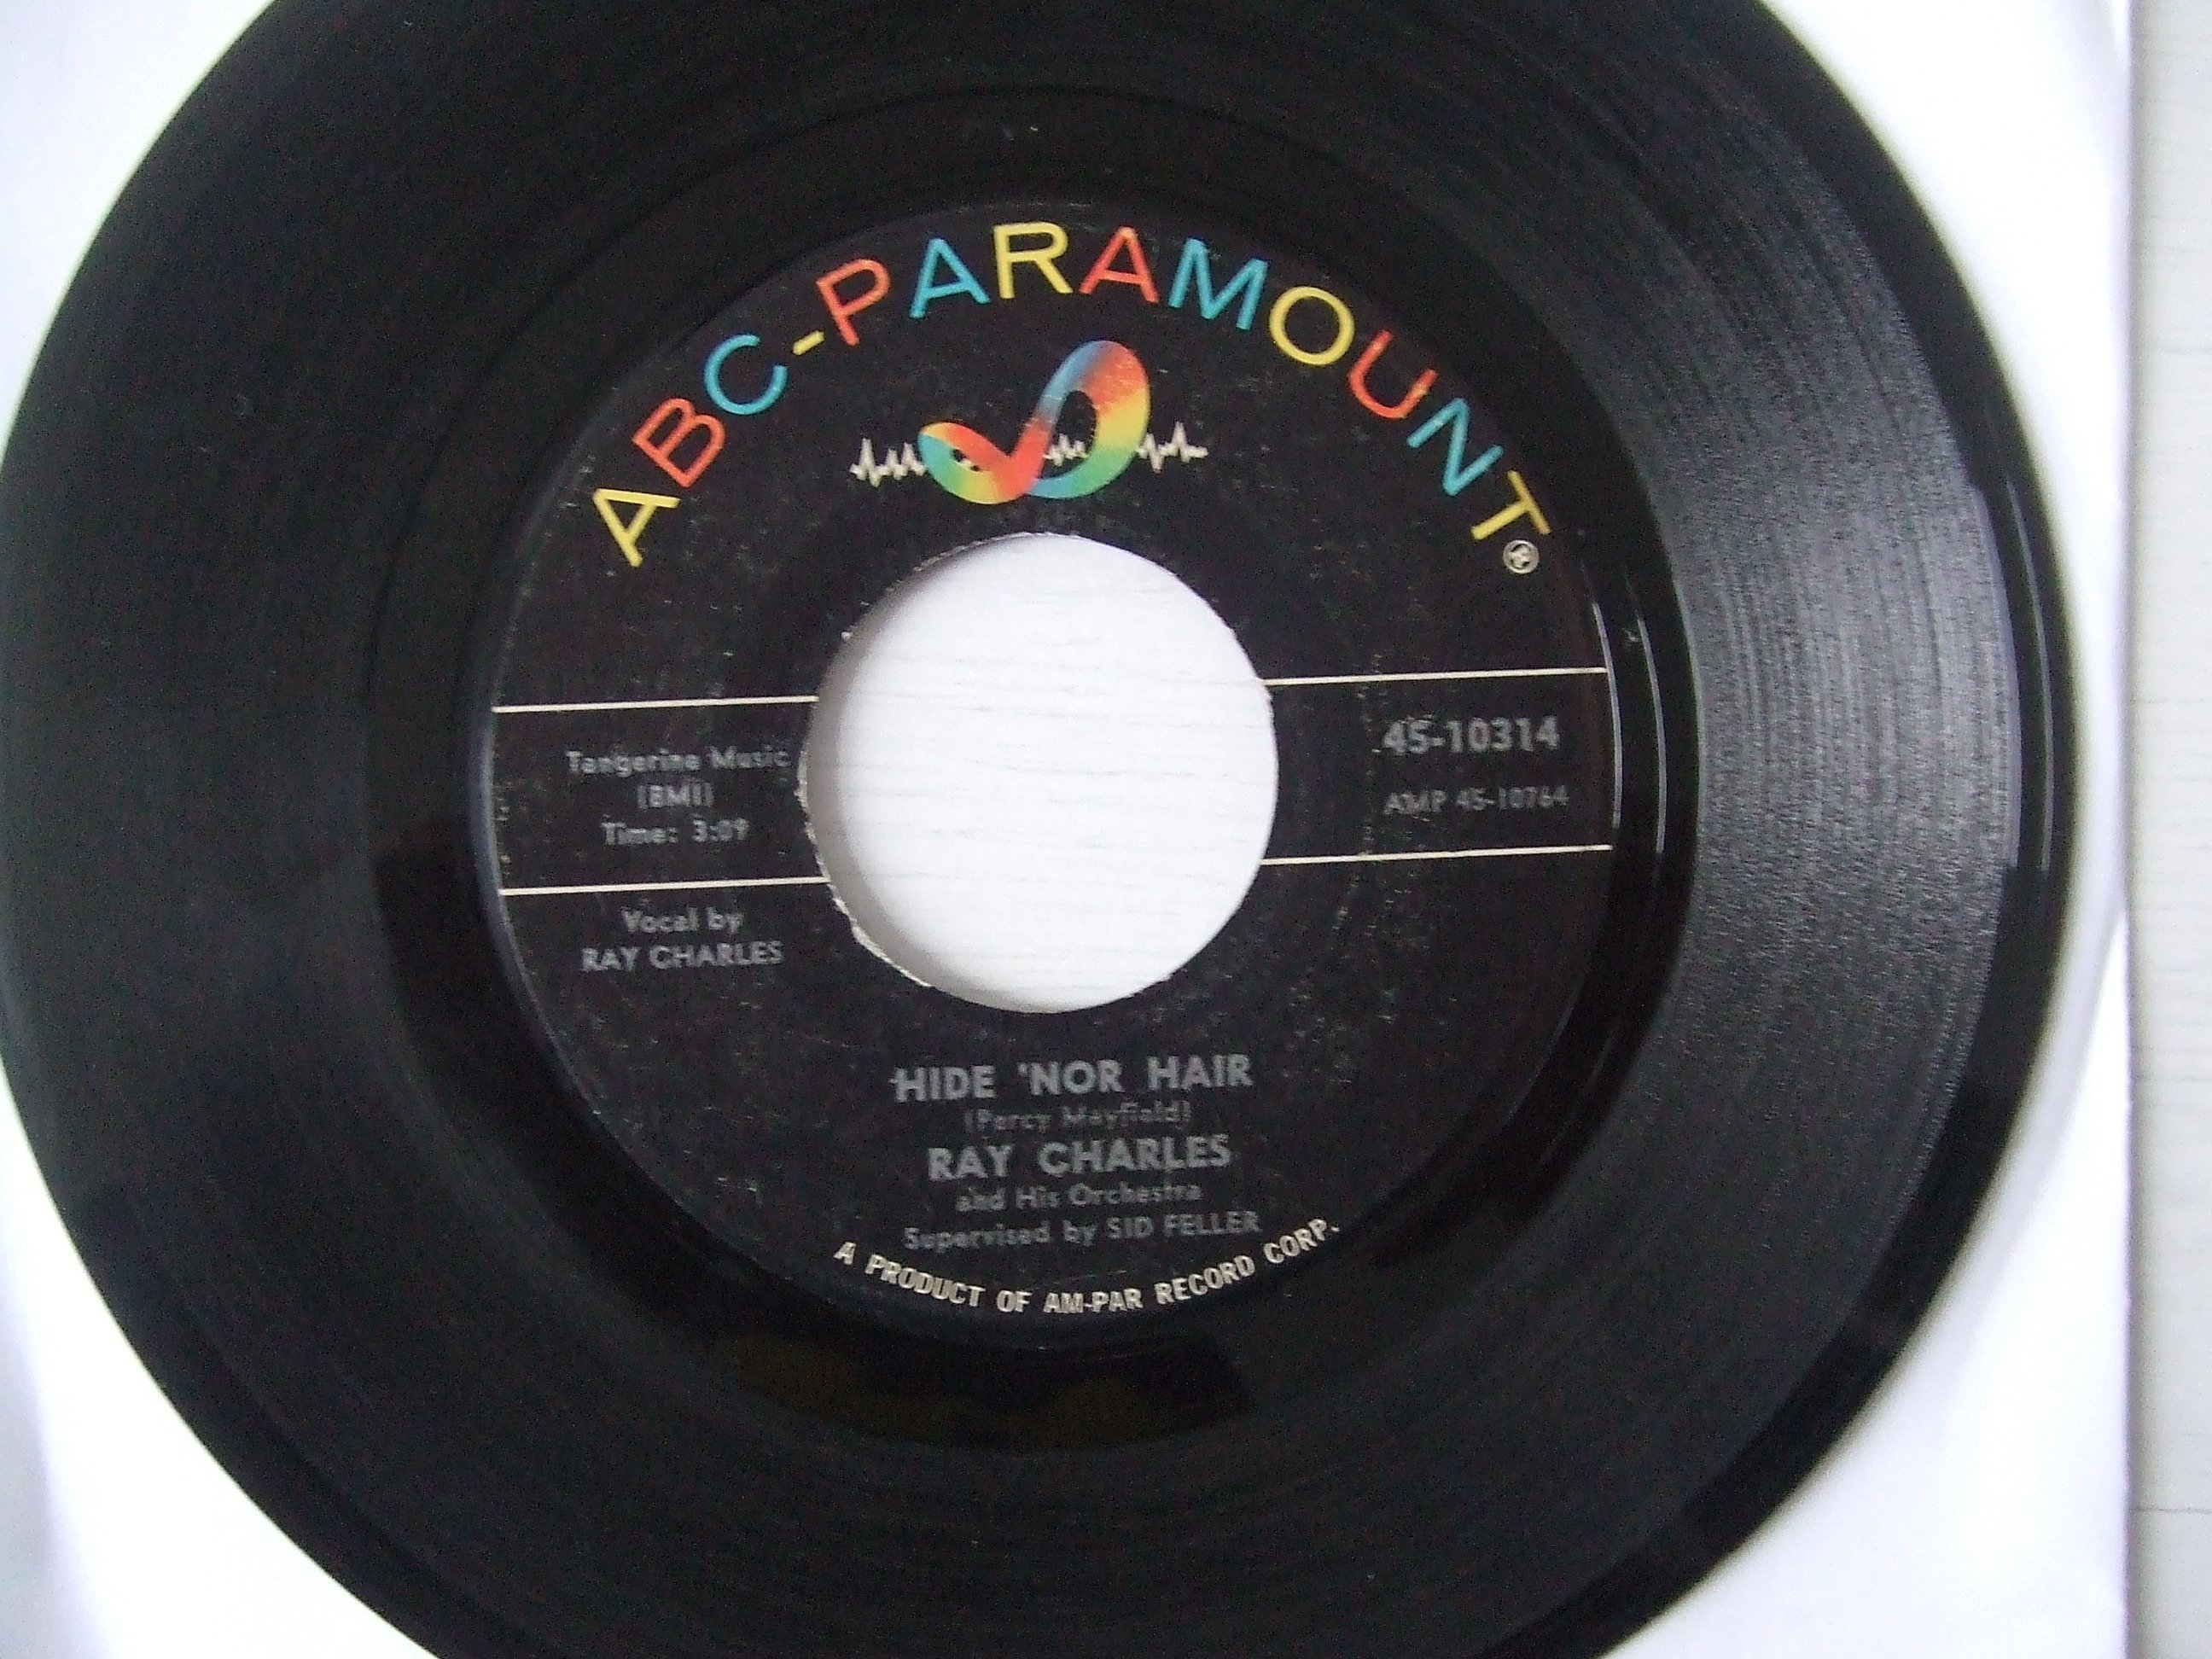 ABC-PARAMOUNT®
Tangerine Music
(BMI)
Time: 3:09
45-10314
AMP 45-10764
Vocal by
RAY CHARLES
HIDE 'NOR HAIR
(Percy Mayfield)
RAY CHARLES
and His Orchestra
Supervised by SID FELLER
A PRODUCT OF AM-PAR RECORD CORP.